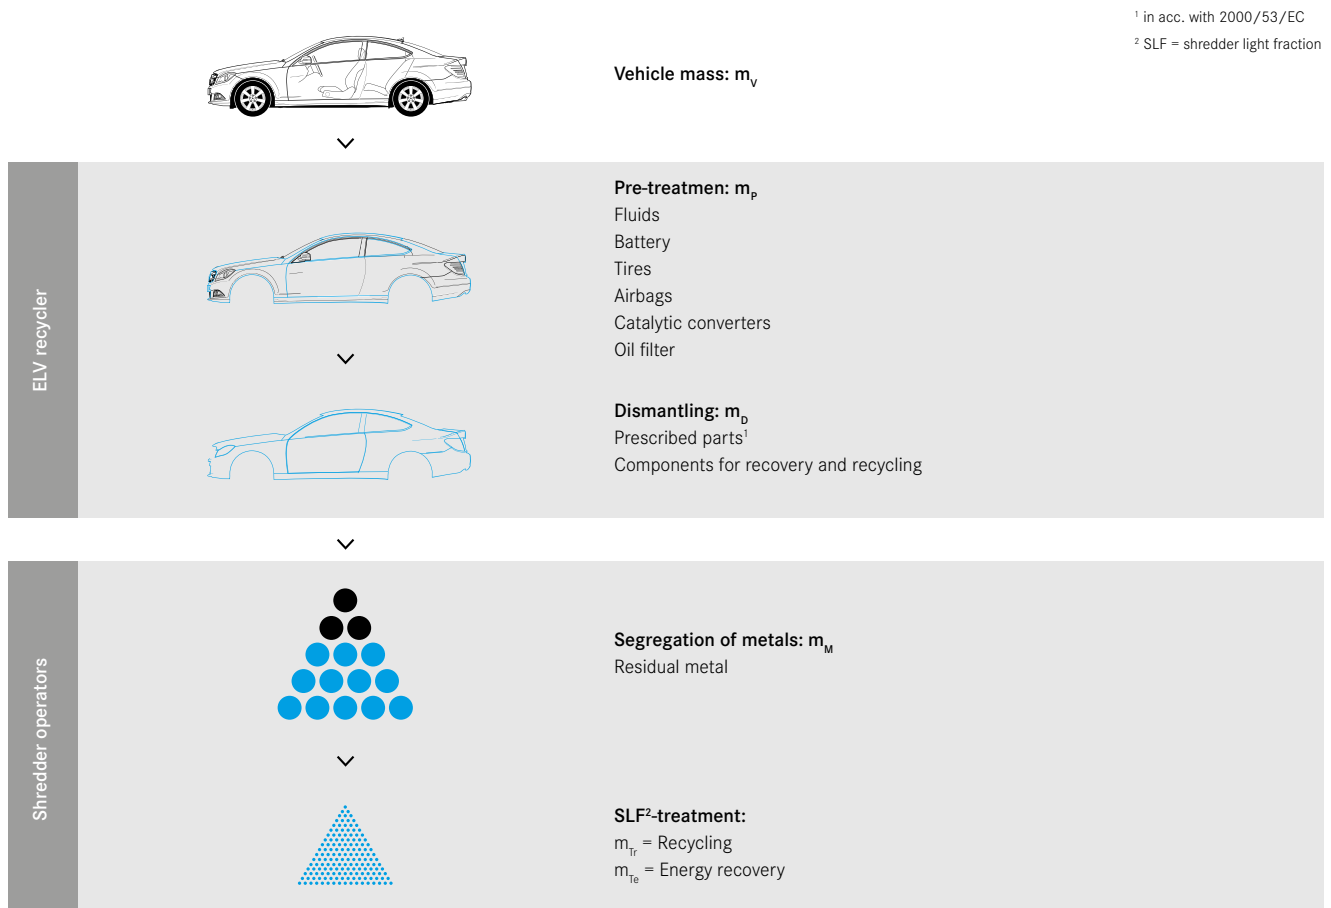 ¹ in acc. with 2000/53/EC
² SLF = shredder light fraction
Vehicle mass: mV
ELV recycler
Pre-treatmen: mP
Fluids
Battery
Tires
Airbags
Catalytic converters
Oil filter
Dismantling: mD
Prescribed parts¹
Components for recovery and recycling
Shredder operators
Segregation of metals: mM
Residual metal
SLF²-treatment:
mTr = Recycling
mTe = Energy recovery